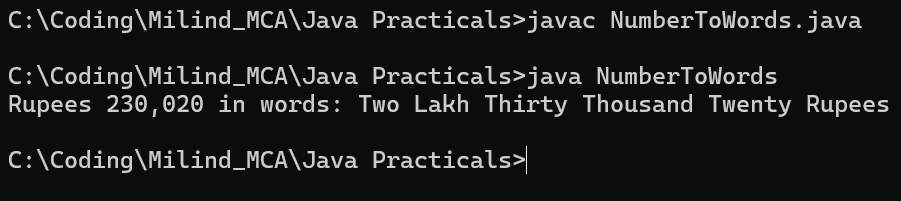 C:\Coding\Milind_MCA\Java Practicals>javac NumberToWords.java
C:\Coding\Milind_MCA\Java Practicals>java NumberToWords
Rupees 230,020 in words: Two Lakh Thirty Thousand Twenty Rupees
C:\Coding\Milind_MCA\Java Practicals>